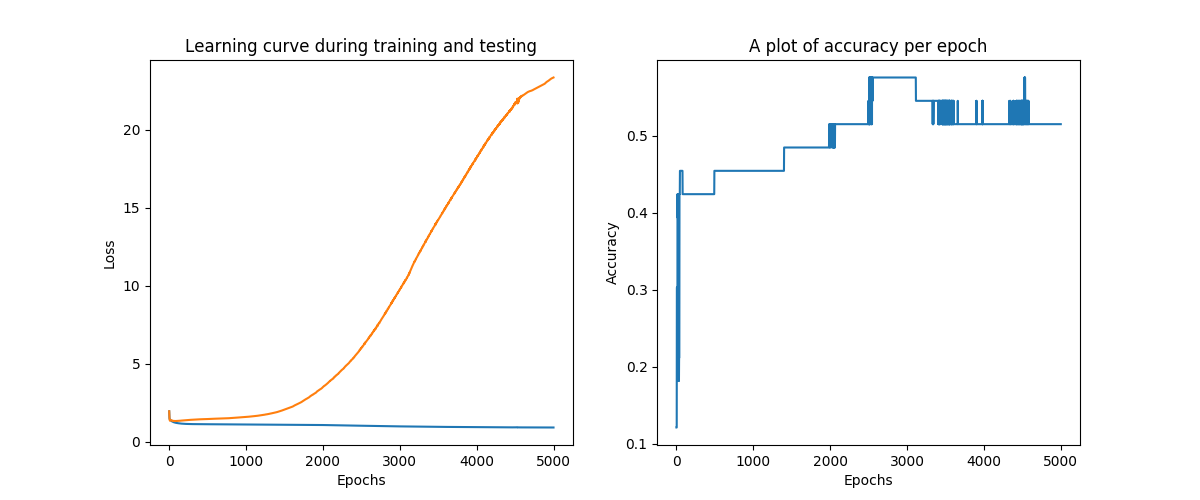 Learning curve during training and testing
20
15
10
5
0
Loss
0 1000 2000 3000 4000 5000
Epochs
A plot of accuracy per epoch
0.5
0.4
0.3
0.2
0.1
Accuracy
0 1000 2000 3000 4000 5000
Epochs